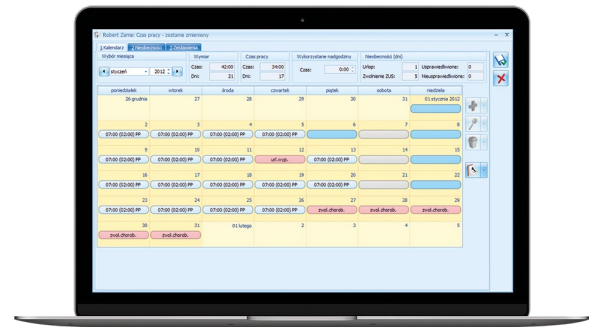 Robert Zama: Czas pracy - zostanie zmieniony
1 Kalendarz 2 Nieobecności 3 Zestawienia
Wybór miesiąca Wymiar Czas pracy Wykorzystane nadgodziny Nieobecności (dni)
styczeń 2012 Czas: 42:00 Czas: 34:00 Czas: 0:00 Urlop: 1 Usprawiedliwione: 0
Dni: 21 Dni: 17 Zwolnienie ZUS: 5 Nieusprawiedliwione: 0
poniedziałek wtorek środa czwartek piątek sobota niedziela
26 grudnia 27 28 29 30 31 01 stycznia 2012
2 3 4 5 6 7 8
07:00 (02:00) PP 07:00 (02:00) PP 07:00 (02:00) PP 07:00 (02:00) PP
9 10 11 12 13 14 15
07:00 (02:00) PP 07:00 (02:00) PP 07:00 (02:00) PP url.wyp. 07:00 (02:00) PP
16 17 18 19 20 21 22
07:00 (02:00) PP 07:00 (02:00) PP 07:00 (02:00) PP 07:00 (02:00) PP 07:00 (02:00) PP
23 24 25 26 27 28 29
07:00 (02:00) PP 07:00 (02:00) PP 07:00 (02:00) PP 07:00 (02:00) PP zwol.chorob. zwol.chorob. zwol.chorob.
30 31 01 lutego 2 3 4 5
zwol.chorob. zwol.chorob.